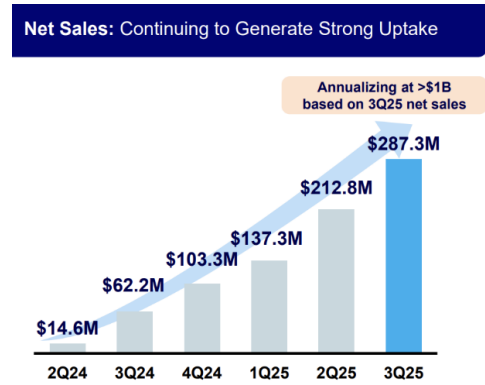 Net Sales: Continuing to Generate Strong Uptake
Annualizing at >$1B
based on 3Q25 net sales
$287.3M
$212.8M
$137.3M
$103.3M
$62.2M
$14.6M
2Q24 3Q24 4Q24 1Q25 2Q25 3Q25